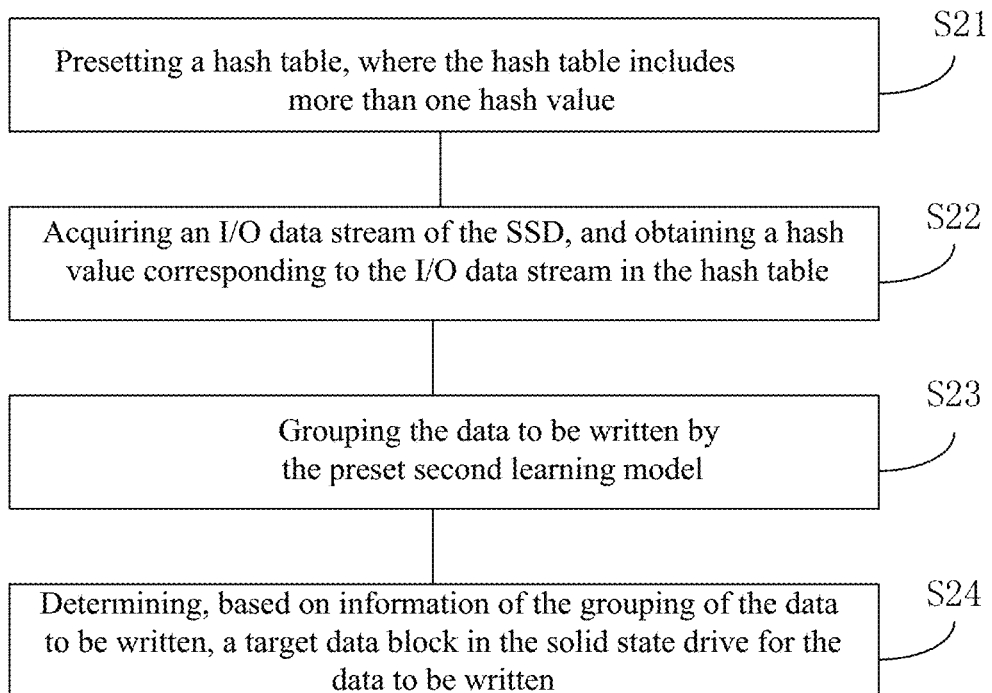 S21
Presetting a hash table, where the hash table includes
more than one hash value
S22
Acquiring an I/O data stream of the SSD, and obtaining a hash
value corresponding to the I/O data stream in the hash table
S23
Grouping the data to be written by
the preset second learning model
S24
Determining, based on information of the grouping of the data
to be written, a target data block in the solid state drive for the
data to be written